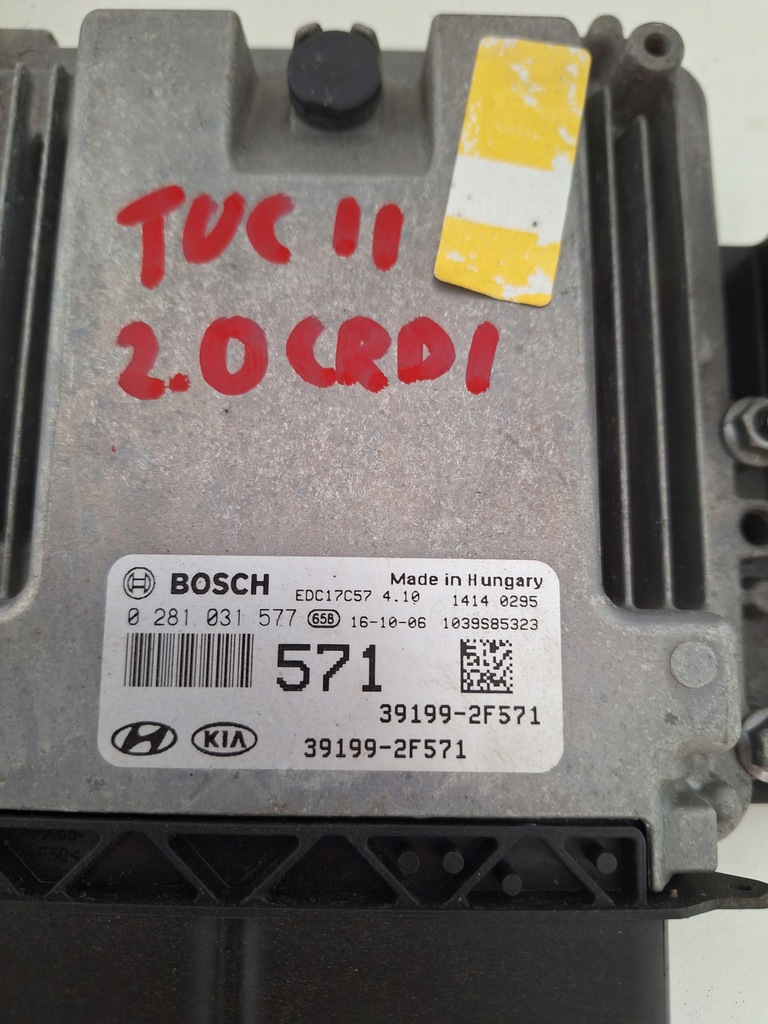 TUC II
2.0 CRDI
BOSCH
Made in Hungary
EDC17C57 4.10 1414 0295
0 281 031 577 65B 16-10-06 1039S85323
571
39199-2F571
KIA 39199-2F571